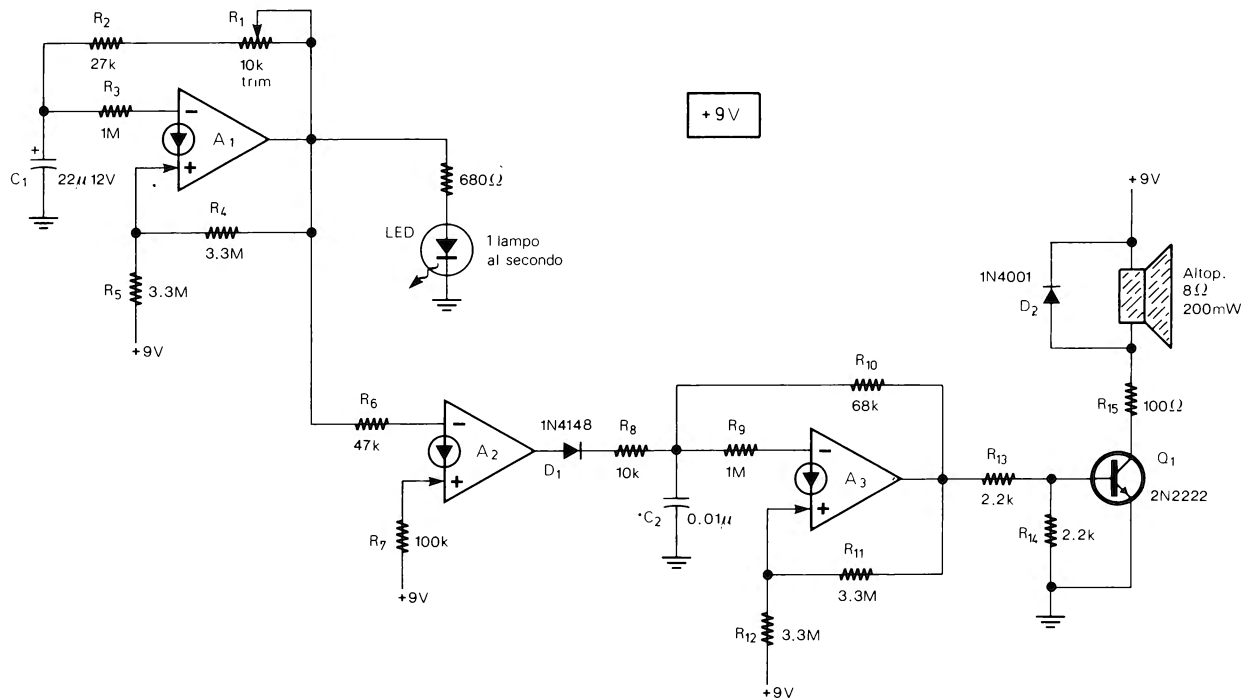 R2
27k
R1
10k
trim
R3
1M
−
A1
+
+
C1
22μ 12V
R4
3.3M
R5
3.3M
+9V
680Ω
LED
1 lampo
al secondo
+9V
R6
47k
−
A2
+
R7
100k
+9V
1N4148
D1
R8
10k
C2
0.01μ
R9
1M
R10
68k
−
A3
+
R11
3.3M
R12
3.3M
+9V
R13
2.2k
R14
2.2k
+9V
1N4001
D2
Altop.
8Ω
200mW
R15
100Ω
Q1
2N2222